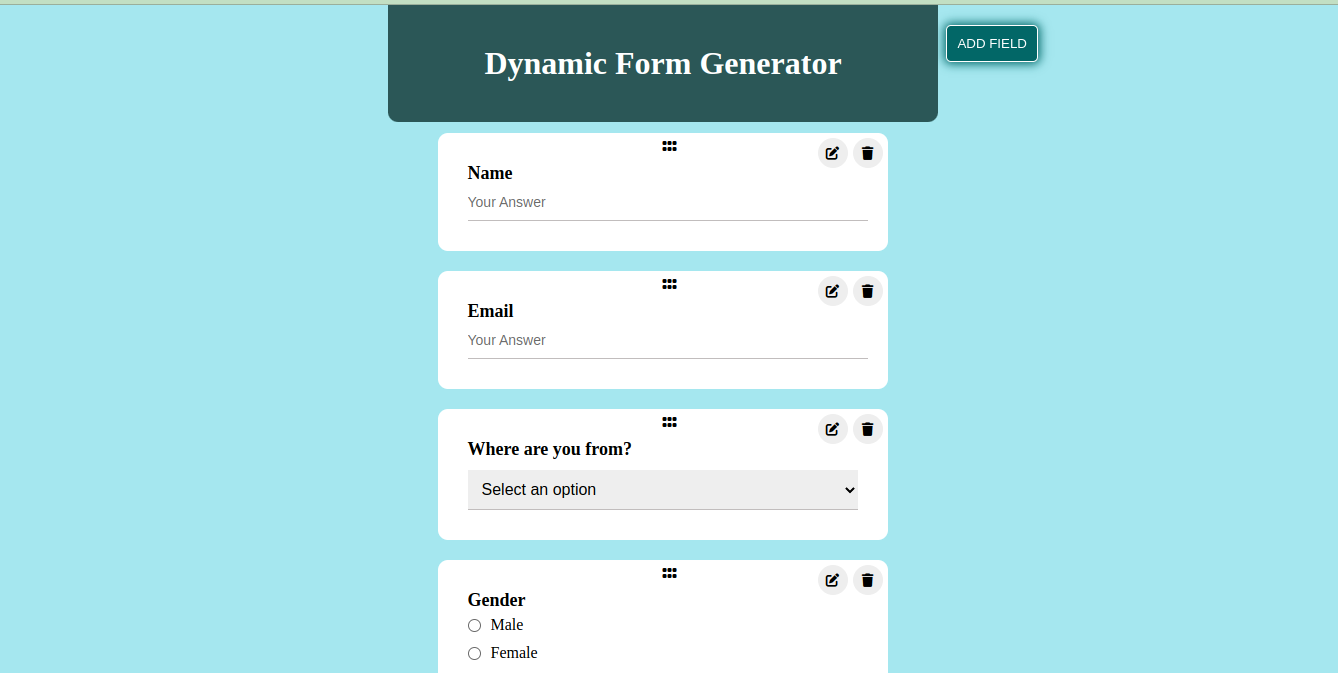 Dynamic Form Generator
ADD FIELD
Name
Your Answer
Email
Your Answer
Where are you from?
Select an option
Gender
Male
Female